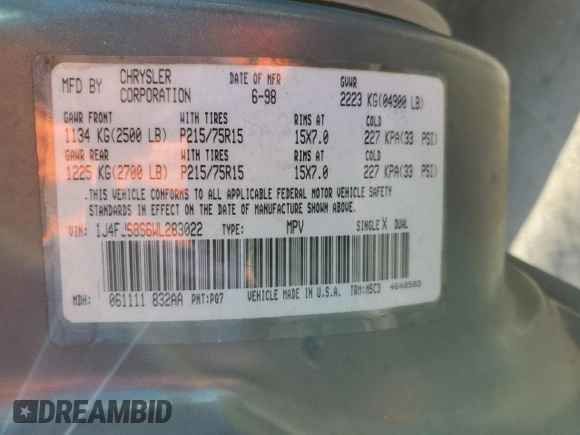 MFD BY CHRYSLER CORPORATION DATE OF MFR 6-98 GVWR 2223 KG(04900 LB)
GAWR FRONT WITH TIRES RIMS AT COLD
1134 KG(2500 LB) P215/75R15 15X7.0 227 KPA(33 PSI)
GAWR REAR WITH TIRES RIMS AT COLD
1225 KG(2700 LB) P215/75R15 15X7.0 227 KPA(33 PSI)
THIS VEHICLE CONFORMS TO ALL APPLICABLE FEDERAL MOTOR VEHICLE SAFETY
STANDARDS IN EFFECT ON THE DATE OF MANUFACTURE SHOWN ABOVE.
VIN: 1J4FJS8S6WL283022 TYPE: MPV SINGLE X DUAL
MDH: 061111 832AA PNT:PQ7 VEHICLE MADE IN U.S.A. TRM:M5C3 4648503
DREAMBID